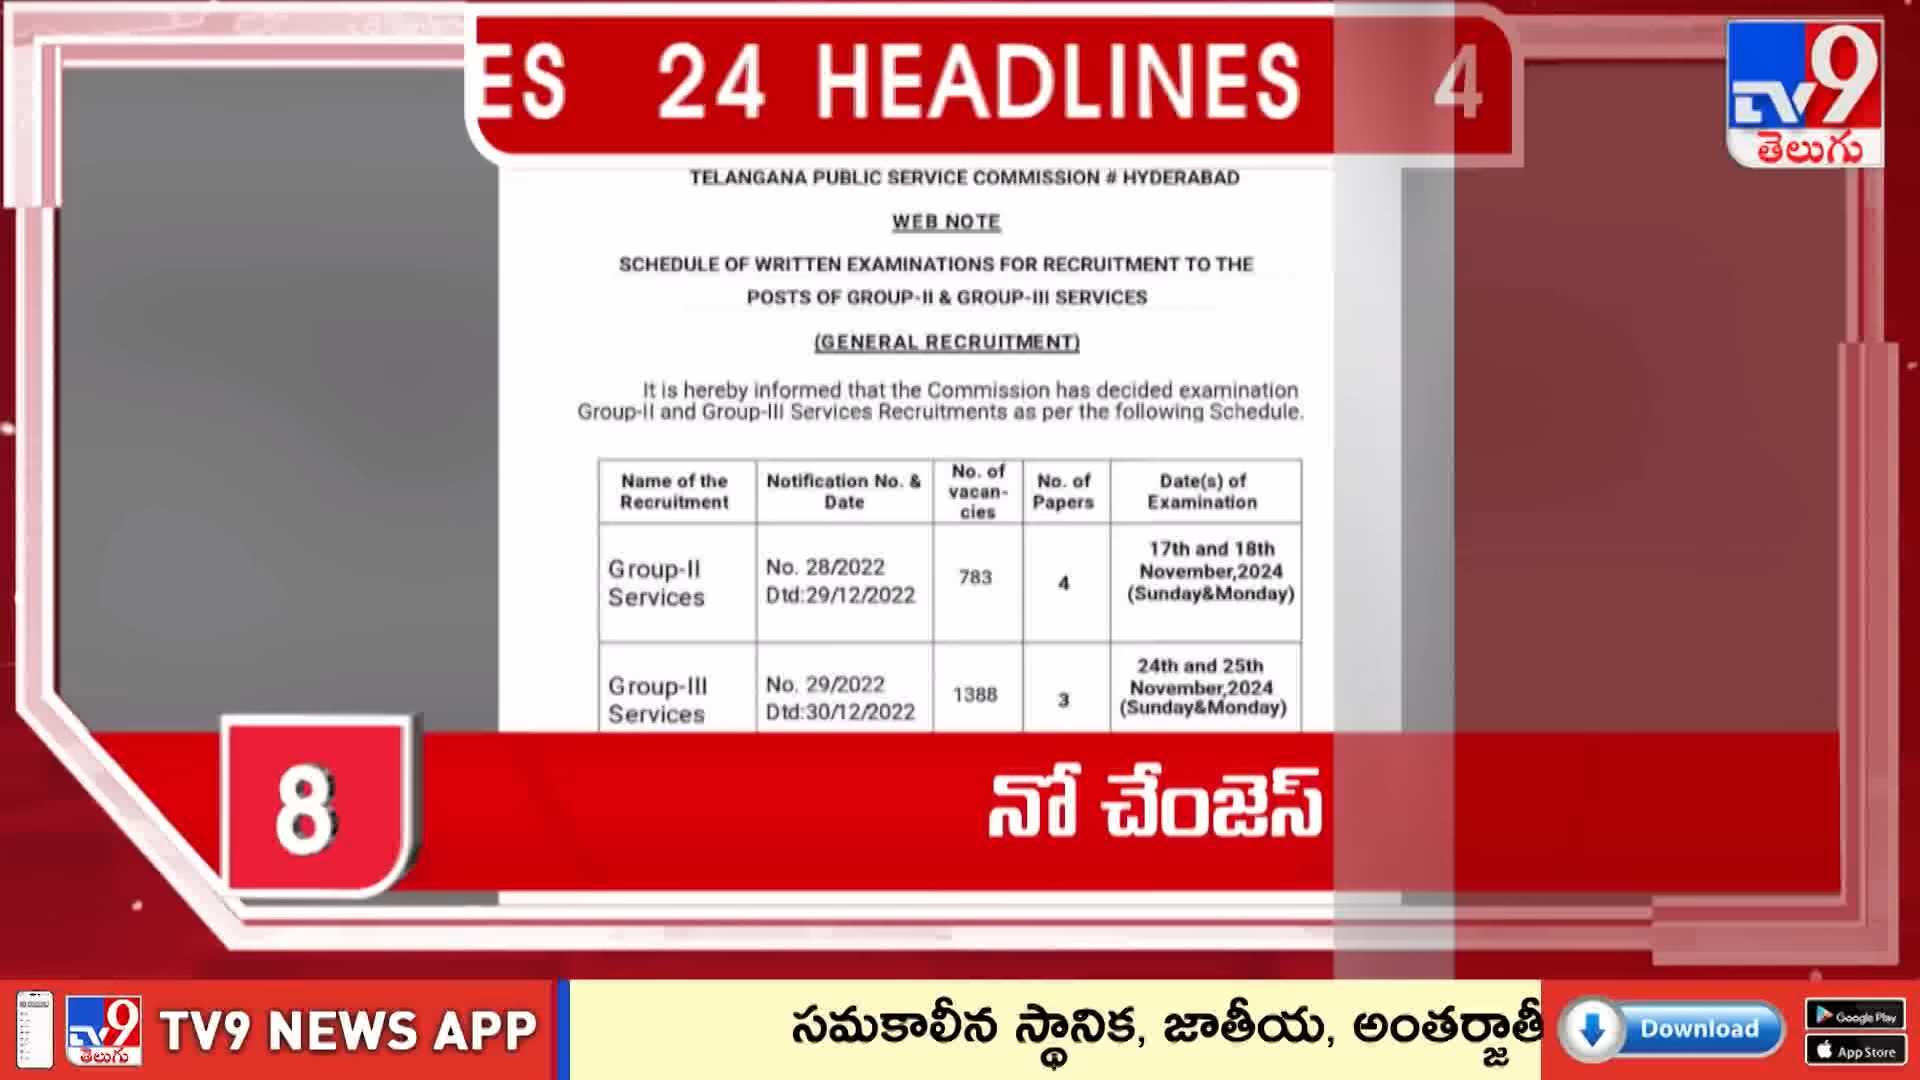 ES 24 HEADLINES 4
TV9
తెలుగు
TELANGANA PUBLIC SERVICE COMMISSION # HYDERABAD
WEB NOTE
SCHEDULE OF WRITTEN EXAMINATIONS FOR RECRUITMENT TO THE
POSTS OF GROUP-II & GROUP-III SERVICES
(GENERAL RECRUITMENT)
It is hereby informed that the Commission has decided examination
Group-II and Group-III Services Recruitments as per the following Schedule.
Name of the Recruitment | Notification No. & Date | No. of vacan-cies | No. of Papers | Date(s) of Examination
Group-II Services | No. 28/2022 Dtd:29/12/2022 | 783 | 4 | 17th and 18th November,2024 (Sunday&Monday)
Group-III Services | No. 29/2022 Dtd:30/12/2022 | 1388 | 3 | 24th and 25th November,2024 (Sunday&Monday)
8
నో చేంజెస్
TV9
తెలుగు
TV9 NEWS APP
సమకాలీన స్థానిక, జాతీయ, అంతర్జాతీ
Download
Google Play
App Store